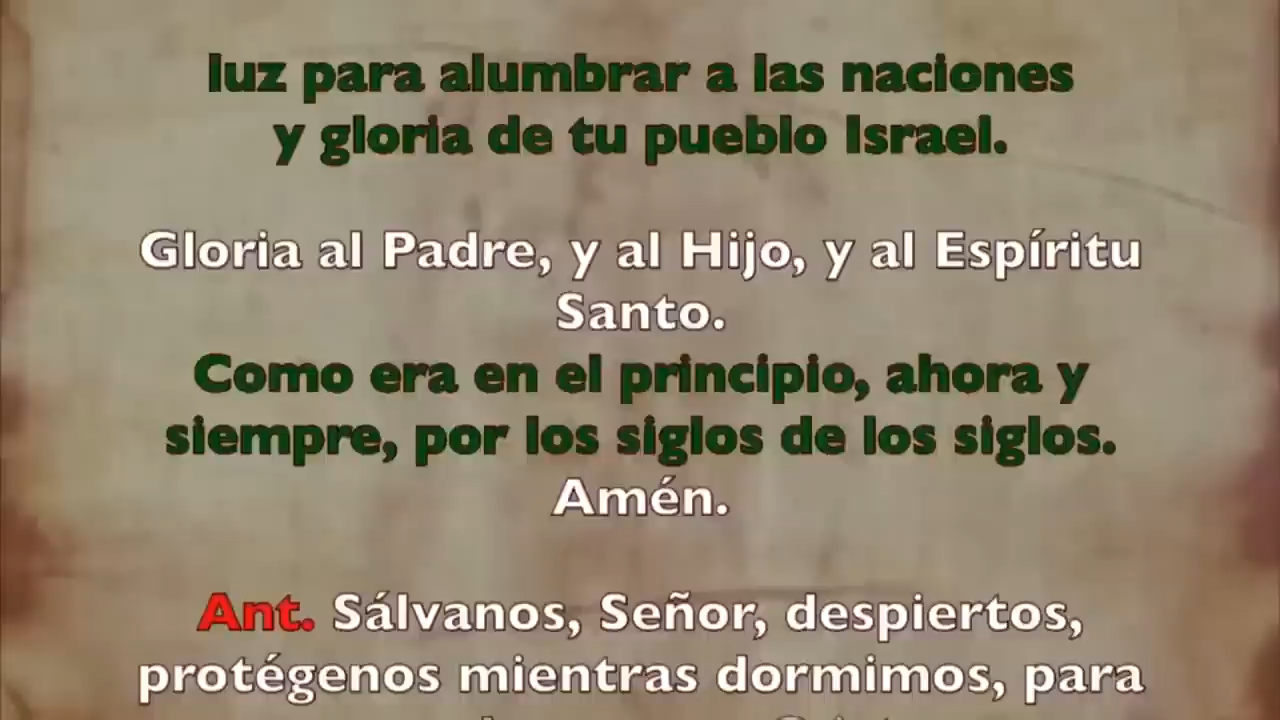 luz para alumbrar a las naciones
y gloria de tu pueblo Israel.
Gloria al Padre, y al Hijo, y al Espíritu
Santo.
Como era en el principio, ahora y
siempre, por los siglos de los siglos.
Amén.
Ant. Sálvanos, Señor, despiertos,
protégenos mientras dormimos, para